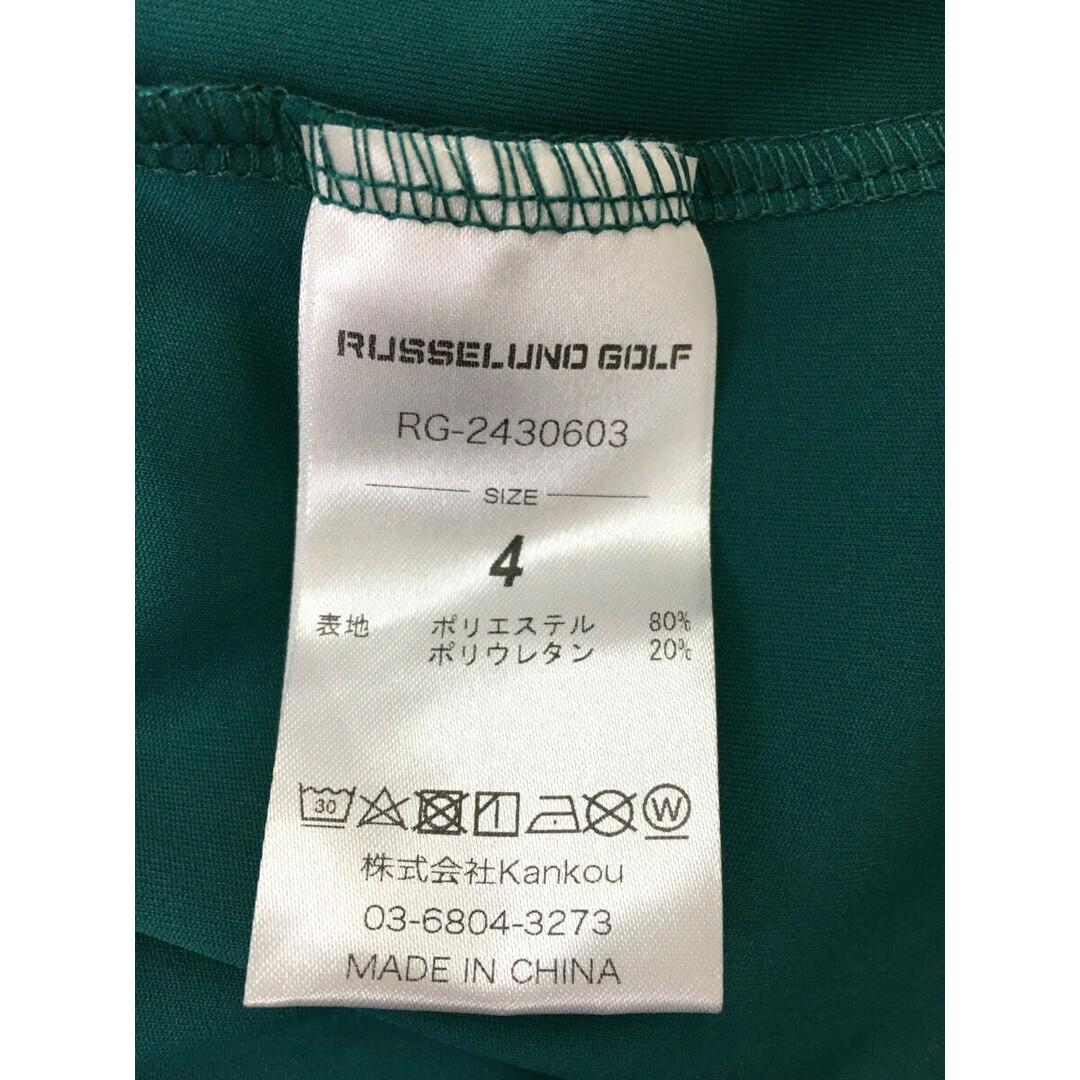 RUSSELUNO GOLF
RG-2430603
SIZE
4
表地 ポリエステル 80%
ポリウレタン 20%
30 W
株式会社Kankou
03-6804-3273
MADE IN CHINA